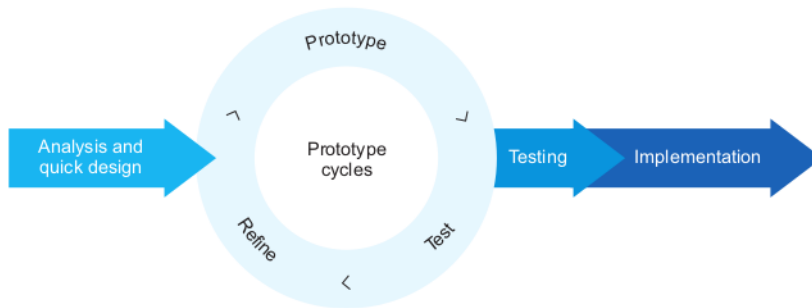 Prototype
Analysis and
quick design
Prototype
cycles
Testing
Implementation
Refine
Test